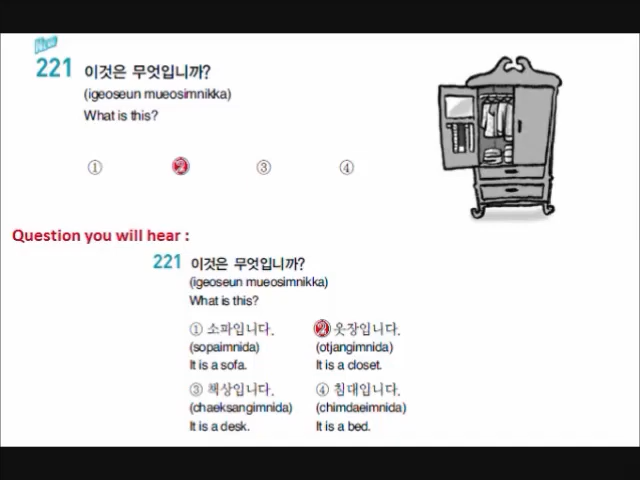 New
221 이것은 무엇입니까?
(igeoseun mueosimnikka)
What is this?
① ② ③ ④
Question you will hear :
221 이것은 무엇입니까?
(igeoseun mueosimnikka)
What is this?
① 소파입니다. ② 옷장입니다.
(sopaimnida) (otjangimnida)
It is a sofa. It is a closet.
③ 책상입니다. ④ 침대입니다.
(chaeksangimnida) (chimdaeimnida)
It is a desk. It is a bed.